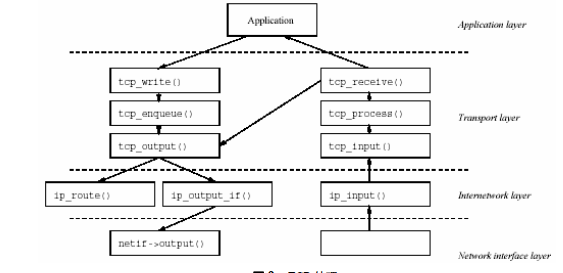 Application
Application layer
tcp_write()
tcp_receive()
tcp_enqueue()
tcp_process()
Transport layer
tcp_output()
tcp_input()
ip_route()
ip_output_if()
ip_input()
Internetwork layer
netif->output()
Network interface layer